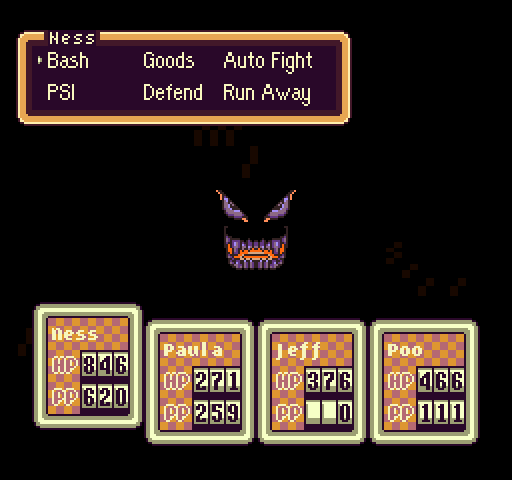 Ness
Bash Goods Auto Fight
PSI Defend Run Away
Ness
HP 846
PP 620
Paula
HP 271
PP 259
Jeff
HP 376
PP 0
Poo
HP 466
PP 111